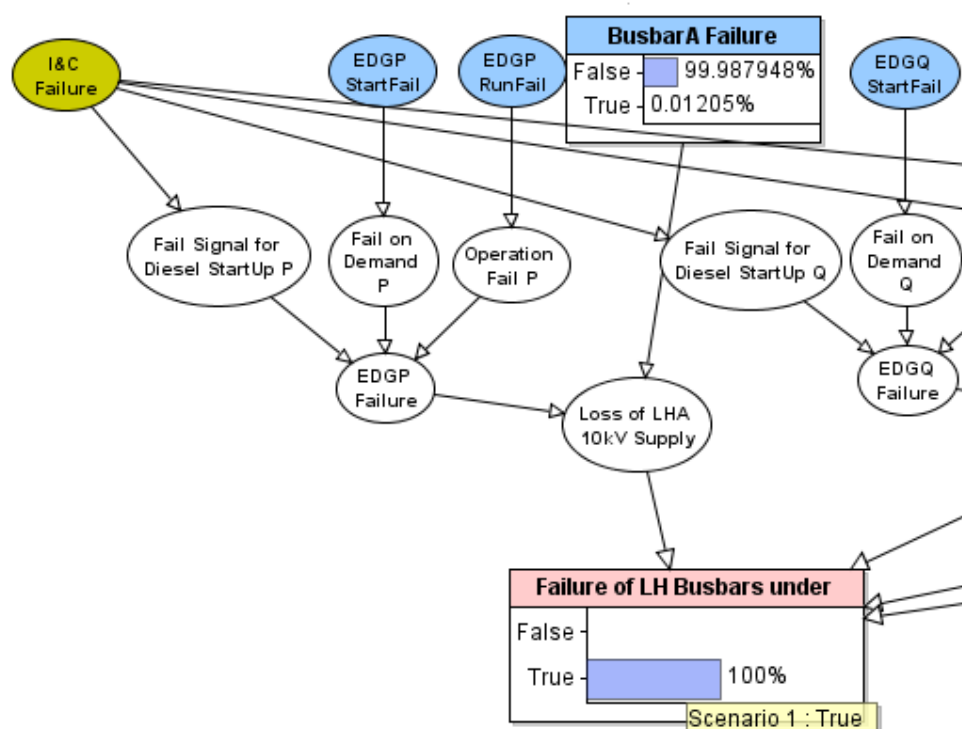 I&C
Failure
EDGP
StartFail
EDGP
RunFail
BusbarA Failure
False
99.987948%
True
0.01205%
EDGQ
StartFail
Fail Signal for
Diesel StartUp P
Fail on
Demand
P
Operation
Fail P
Fail Signal for
Diesel StartUp Q
Fail on
Demand
Q
EDGP
Failure
EDGQ
Failure
Loss of LHA
10kV Supply
Failure of LH Busbars under
False
True
100%
Scenario 1 : True